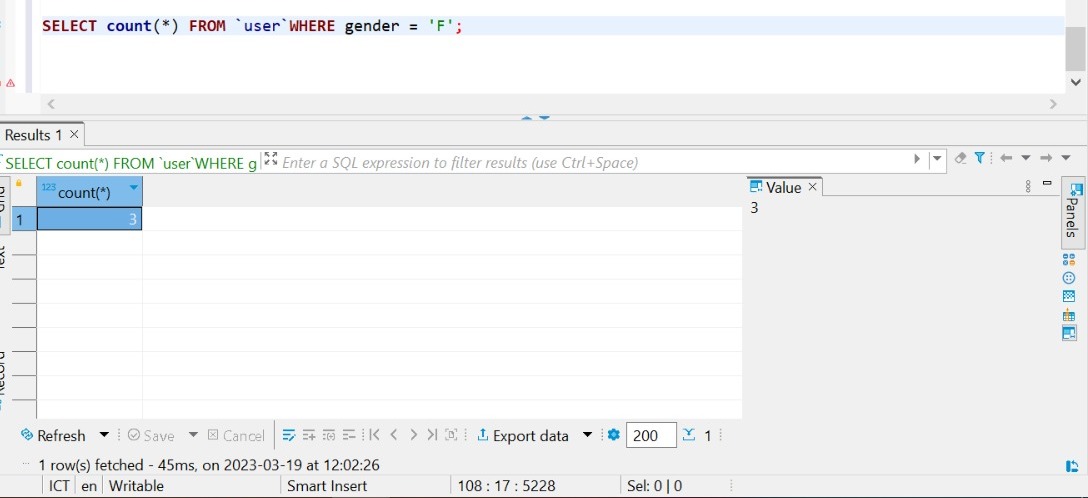 SELECT count(*) FROM `user`WHERE gender = 'F';
Results 1
SELECT count(*) FROM `user`WHERE g
Enter a SQL expression to filter results (use Ctrl+Space)
123 count(*)
Value
1
3
3
Panels
Refresh
Save
Cancel
Export data
200
1
1 row(s) fetched - 45ms, on 2023-03-19 at 12:02:26
ICT en Writable Smart Insert 108 : 17 : 5228 Sel: 0 | 0